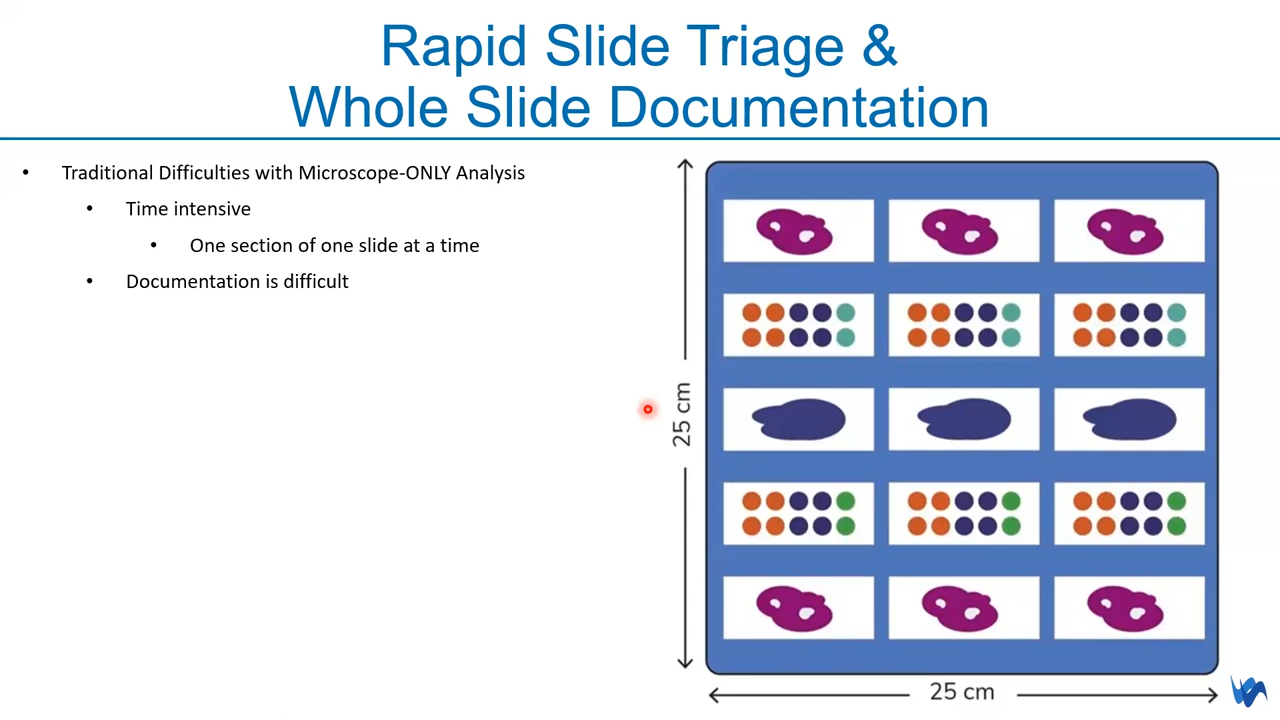 Rapid Slide Triage &
Whole Slide Documentation
• Traditional Difficulties with Microscope-ONLY Analysis
• Time intensive
• One section of one slide at a time
• Documentation is difficult
25 cm
25 cm